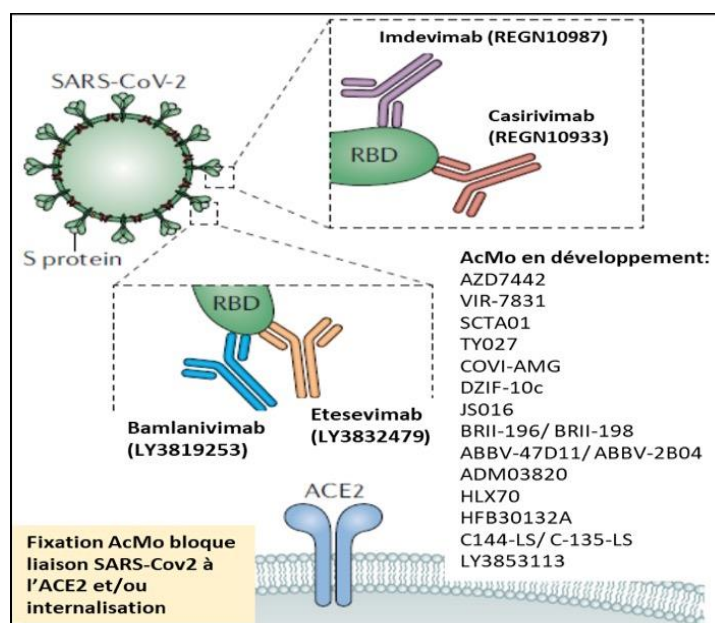 Imdevimab (REGN10987)
SARS-CoV-2
Casirivimab
(REGN10933)
RBD
S protein
AcMo en développement:
AZD7442
VIR-7831
SCTA01
TY027
COVI-AMG
DZIF-10c
JS016
BRII-196/ BRII-198
ABBV-47D11/ ABBV-2B04
ADM03820
HLX70
HFB30132A
C144-LS/ C-135-LS
LY3853113
RBD
Etesevimab
(LY3832479)
Bamlanivimab
(LY3819253)
ACE2
Fixation AcMo bloque
liaison SARS-Cov2 à
l'ACE2 et/ou
internalisation